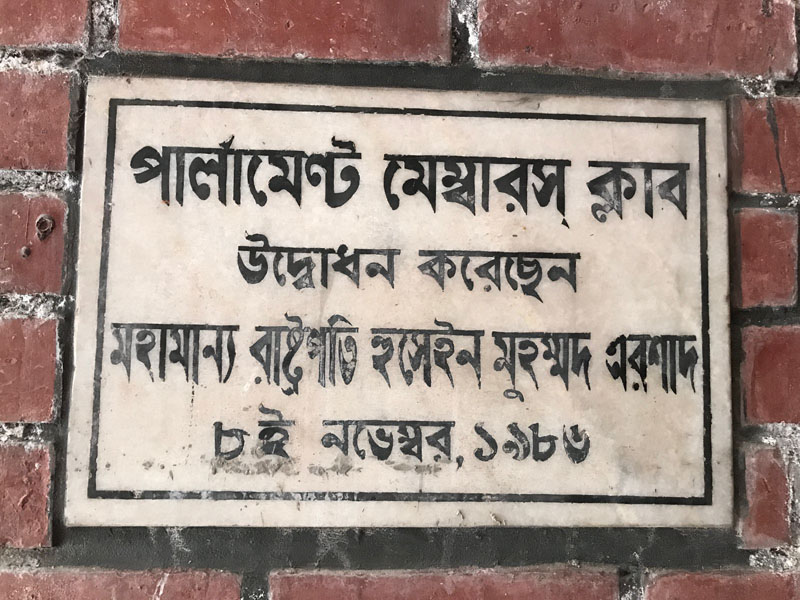 পার্লামেণ্ট মেম্বারস্ ক্লাব
উদ্বোধন করেছেন
মহামান্য রাষ্ট্রপতি হুসেইন মুহম্মদ এরশাদ
৮ই নভেম্বর, ১৯৮৬